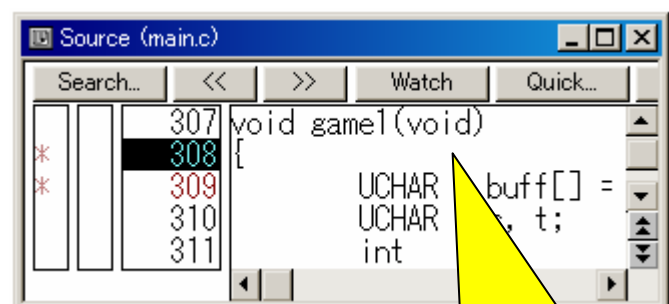 Source (main.c)
Search... << >> Watch Quick...
307 void game1(void)
* 308 {
* 309 UCHAR buff[] =
310 UCHAR , t;
311 int